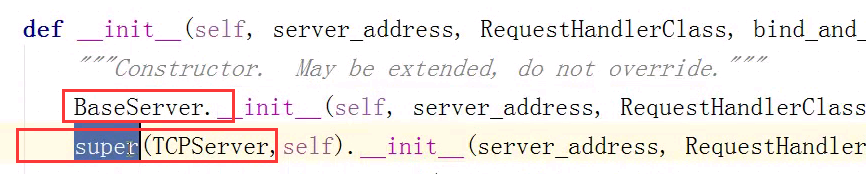 def __init__(self, server_address, RequestHandlerClass, bind_and_
"""Constructor. May be extended, do not override."""
BaseServer.__init__(self, server_address, RequestHandlerClass
super(TCPServer,self).__init__(server_address, RequestHandler